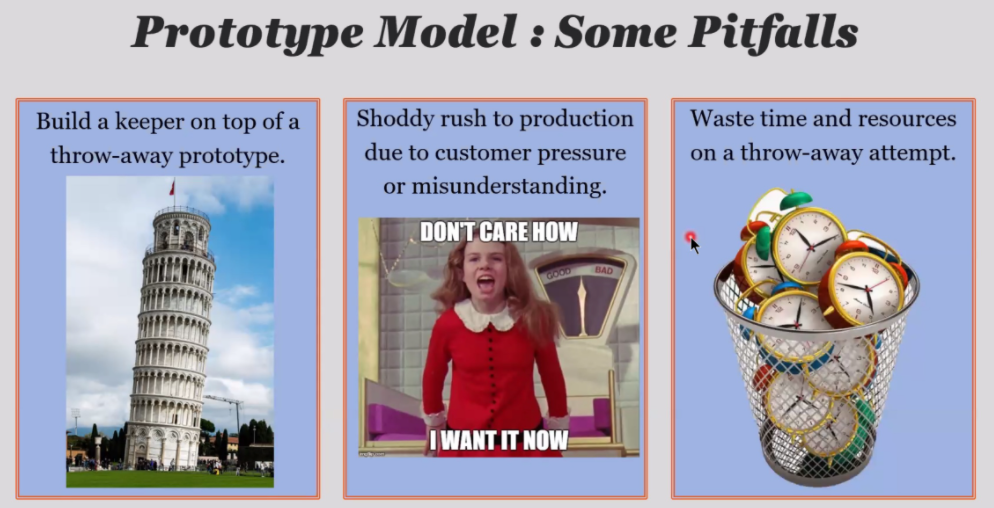 Prototype Model : Some Pitfalls
Build a keeper on top of a
throw-away prototype.
Shoddy rush to production
due to customer pressure
or misunderstanding.
DON'T CARE HOW
GOOD
BAD
I WANT IT NOW
Waste time and resources
on a throw-away attempt.